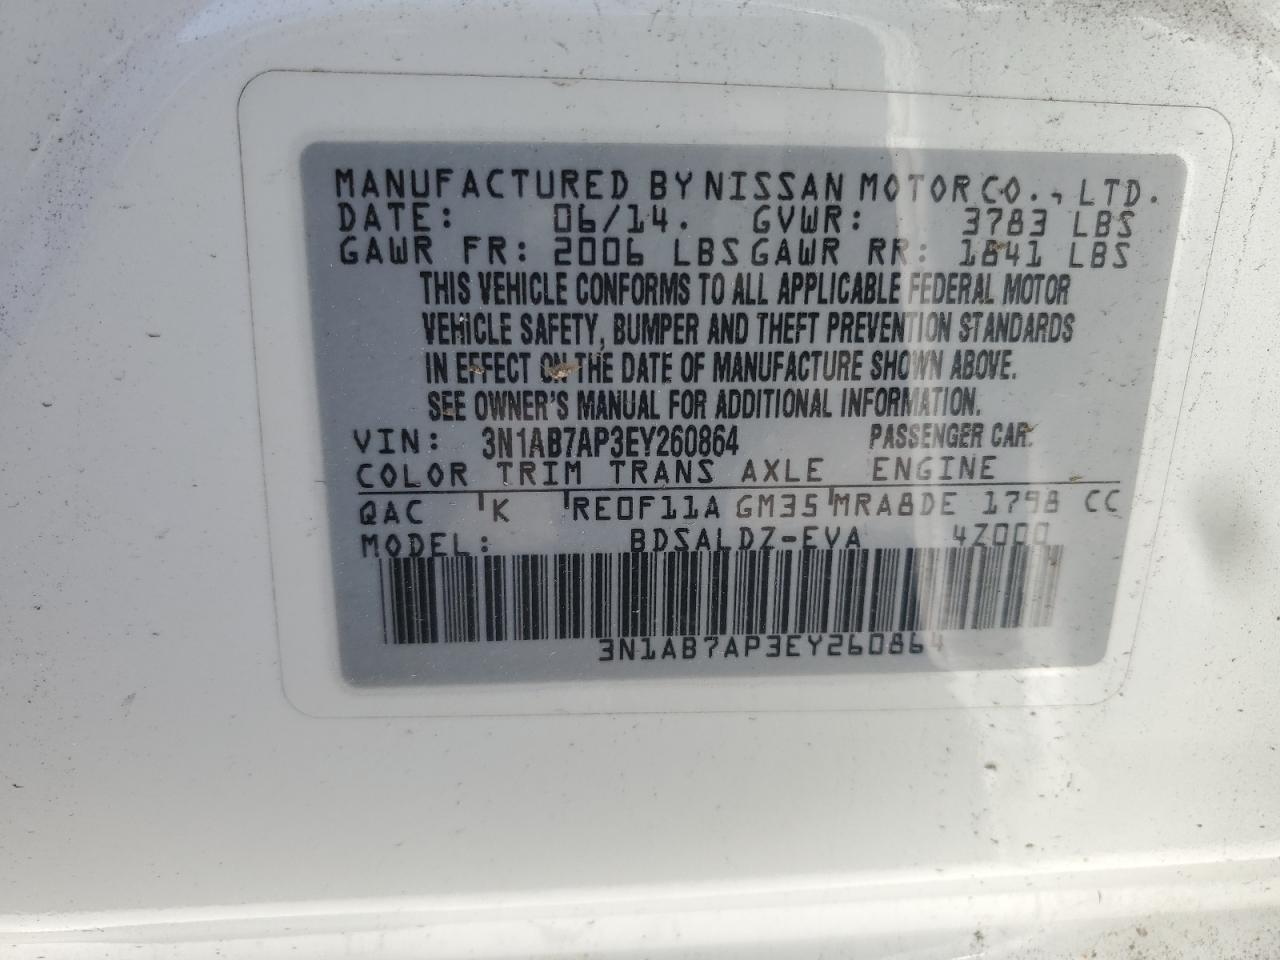 MANUFACTURED BY NISSAN MOTOR CO., LTD.
DATE: 06/14. GVWR: 3783 LBS
GAWR FR: 2006 LBS GAWR RR: 1841 LBS
THIS VEHICLE CONFORMS TO ALL APPLICABLE FEDERAL MOTOR
VEHICLE SAFETY, BUMPER AND THEFT PREVENTION STANDARDS
IN EFFECT ON THE DATE OF MANUFACTURE SHOWN ABOVE.
SEE OWNER'S MANUAL FOR ADDITIONAL INFORMATION.
VIN: 3N1AB7AP3EY260864 PASSENGER CAR.
COLOR TRIM TRANS AXLE ENGINE
QAC K RE0F11A GM35 MRA8DE 1798 CC
MODEL: BDSALDZ-EVA 4Z000
3N1AB7AP3EY260864